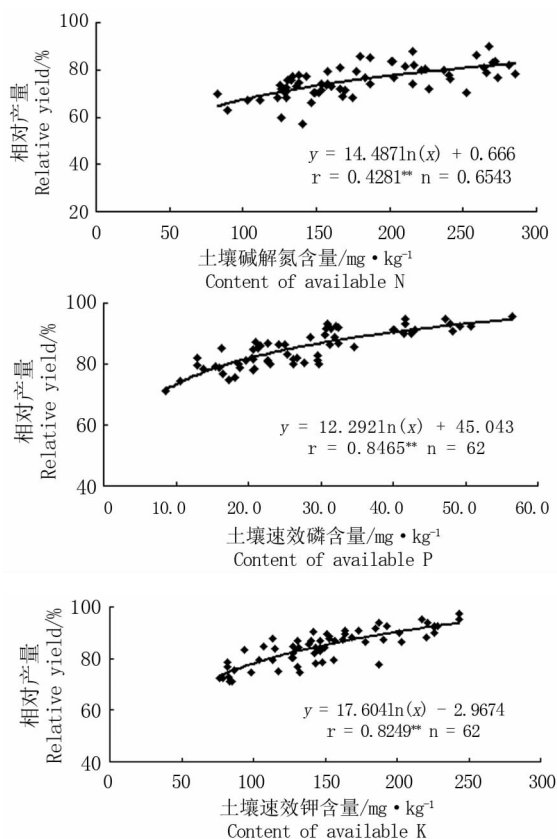 100
80
60
40
20
相对产量
Relative yield/%
y = 14.487ln(x) + 0.666
r = 0.4281** n = 0.6543
0 50 100 150 200 250 300
土壤碱解氮含量/mg·kg⁻¹
Content of available N
100
80
60
40
相对产量
Relative yield/%
y = 12.292ln(x) + 45.043
r = 0.8465** n = 62
0 10.0 20.0 30.0 40.0 50.0 60.0
土壤速效磷含量/mg·kg⁻¹
Content of available P
100
80
60
40
相对产量
Relative yield/%
y = 17.604ln(x) − 2.9674
r = 0.8249** n = 62
0 50 100 150 200 250 300
土壤速效钾含量/mg·kg⁻¹
Content of available K